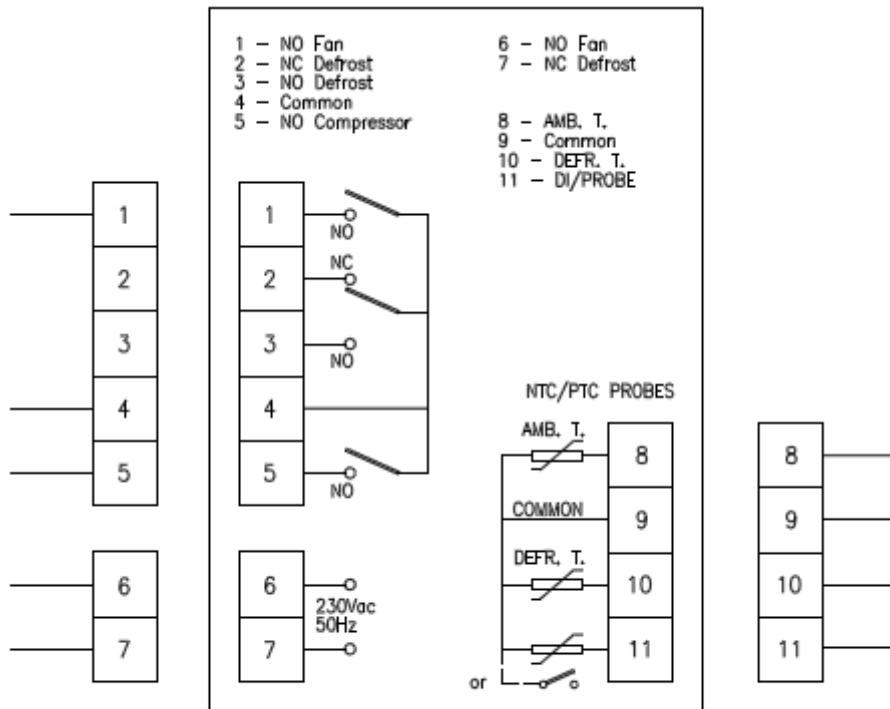 1 – NO Fan
2 – NC Defrost
3 – NO Defrost
4 – Common
5 – NO Compressor
6 – NO Fan
7 – NC Defrost
8 – AMB. T.
9 – Common
10 – DEFR. T.
11 – DI/PROBE
1
2
3
4
5
6
7
1
NO
NC
2
3
NO
4
5
NO
6
230Vac
50Hz
7
NTC/PTC PROBES
AMB. T.
8
COMMON
9
DEFR. T.
10
11
or
8
9
10
11